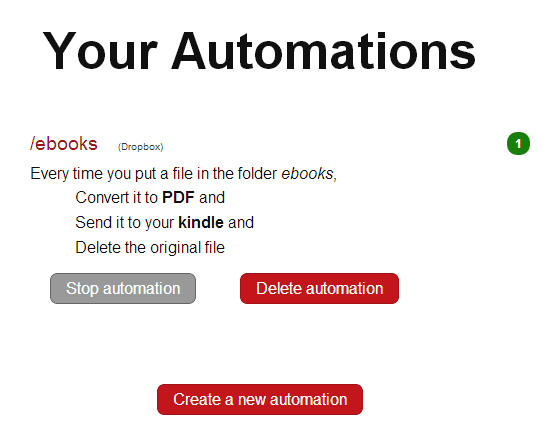 Your Automations
/ebooks (Dropbox) 1
Every time you put a file in the folder ebooks,
Convert it to PDF and
Send it to your kindle and
Delete the original file
Stop automation Delete automation
Create a new automation